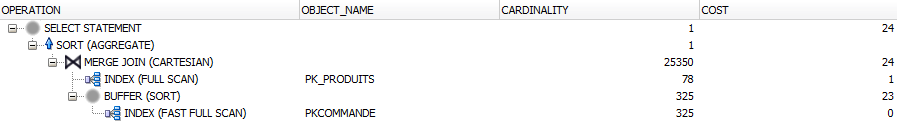 OPERATION OBJECT_NAME CARDINALITY COST
SELECT STATEMENT 1 24
SORT (AGGREGATE) 1
MERGE JOIN (CARTESIAN) 25350 24
INDEX (FULL SCAN) PK_PRODUITS 78 1
BUFFER (SORT) 325 23
INDEX (FAST FULL SCAN) PKCOMMANDE 325 0